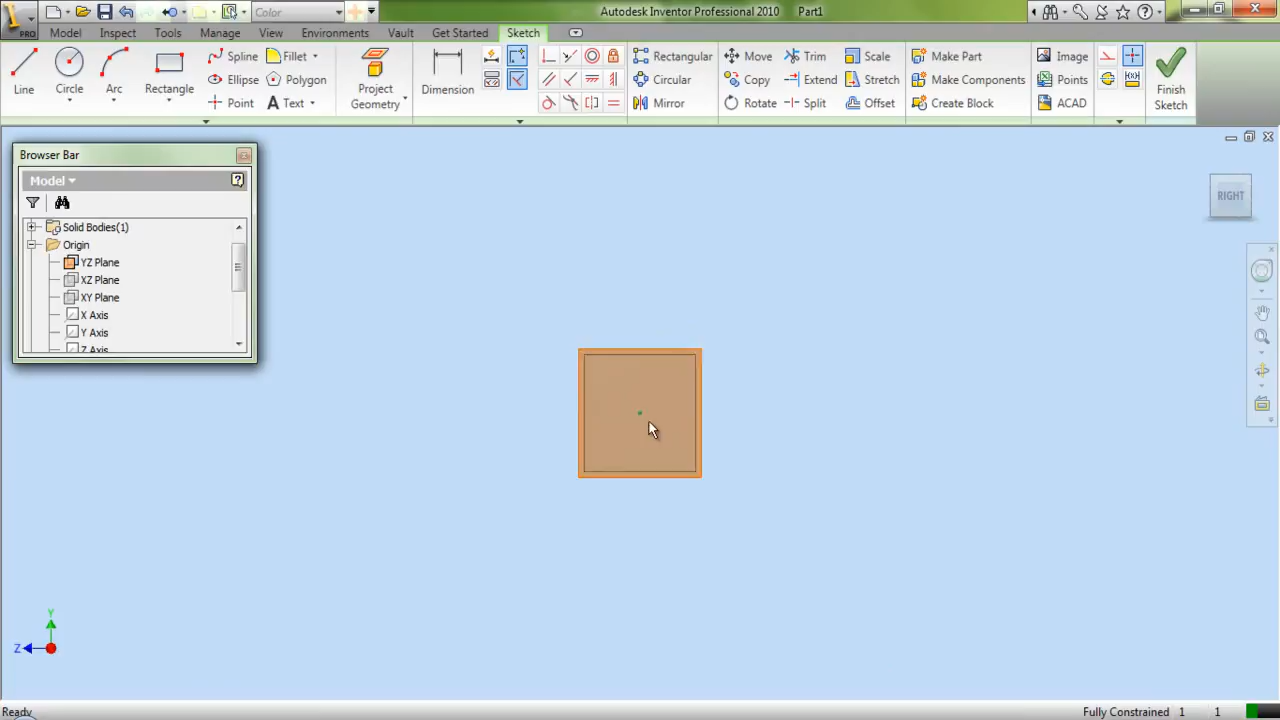 Color
Autodesk Inventor Professional 2010 Part1
PRO Model Inspect Tools Manage View Environments Vault Get Started Sketch
Line Circle Arc Rectangle
Spline Fillet
Ellipse Polygon
Point Text
Project Geometry
Dimension
Rectangular
Circular
Mirror
Move Trim Scale
Copy Extend Stretch
Rotate Split Offset
Make Part
Make Components
Create Block
Image
Points
ACAD
Finish Sketch
Browser Bar
Model
Solid Bodies(1)
Origin
YZ Plane
XZ Plane
XY Plane
X Axis
Y Axis
Z Axis
RIGHT
Y
Z
Ready Fully Constrained 1 1